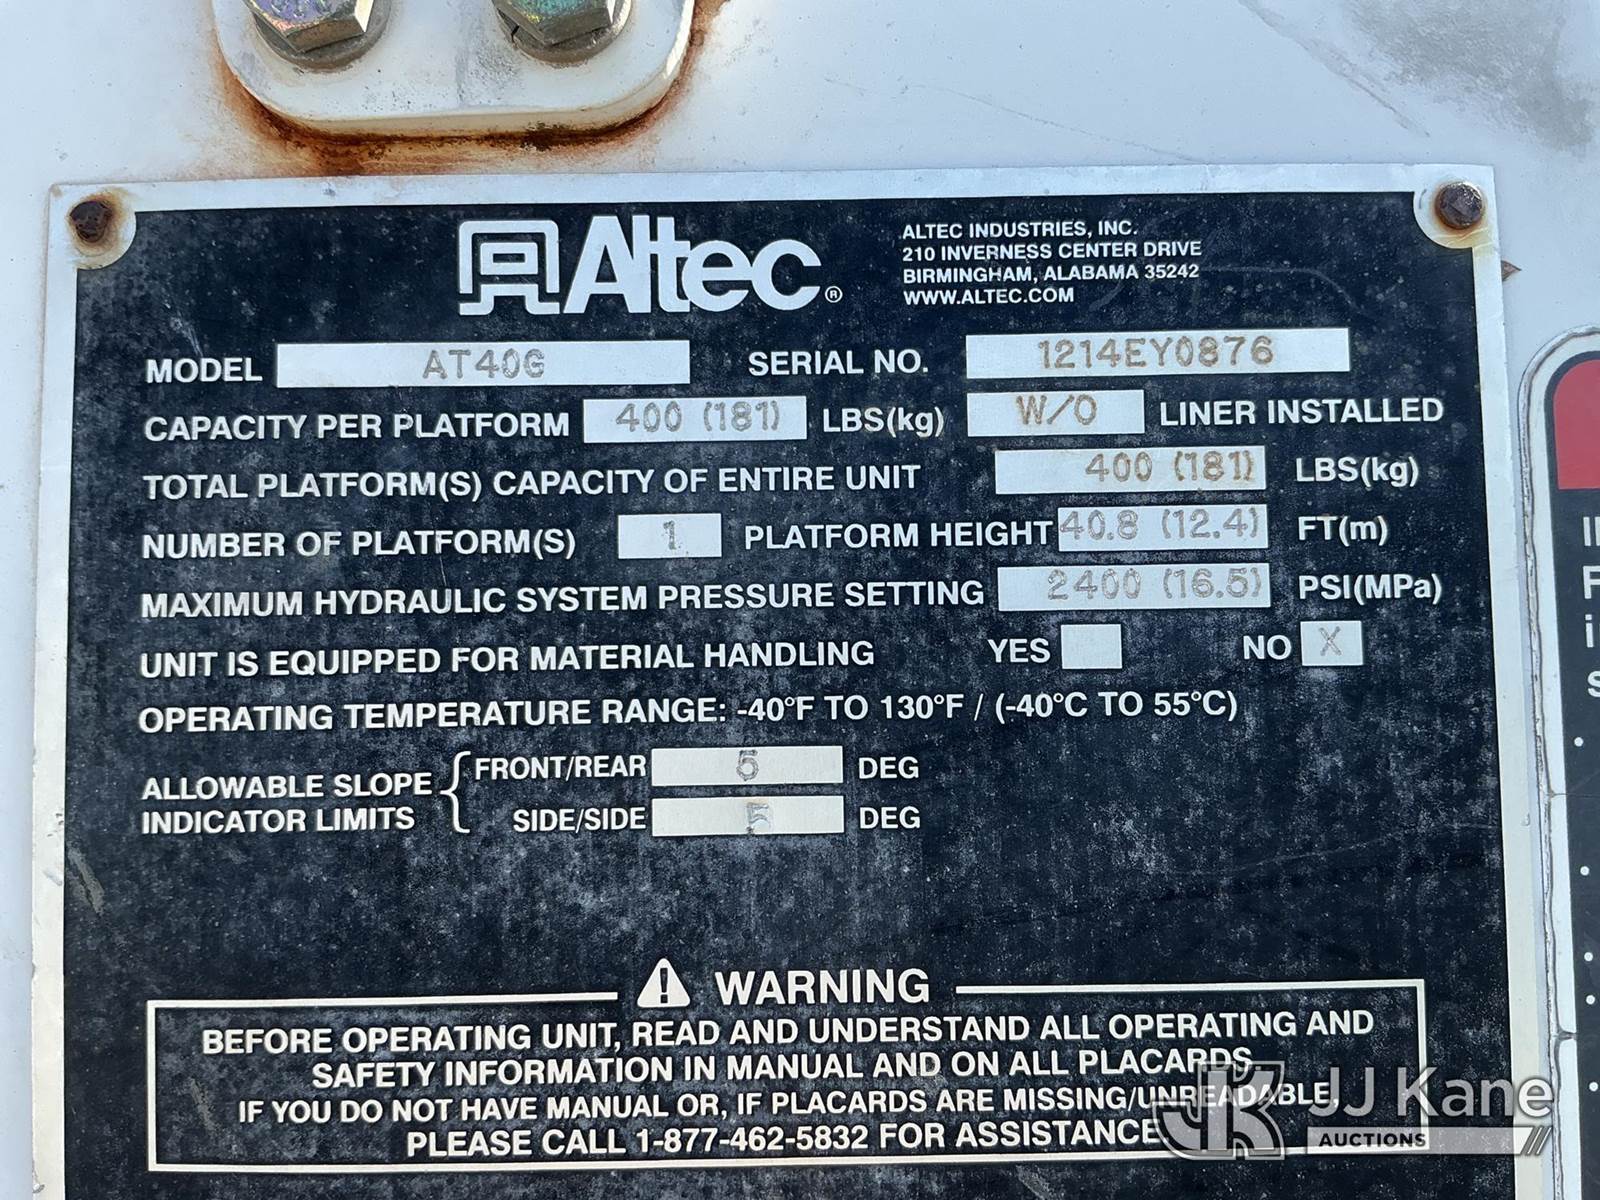 Altec®
ALTEC INDUSTRIES, INC.
210 INVERNESS CENTER DRIVE
BIRMINGHAM, ALABAMA 35242
WWW.ALTEC.COM
MODEL AT40G SERIAL NO. 1214EY0876
CAPACITY PER PLATFORM 400 (181) LBS(kg) W/O LINER INSTALLED
TOTAL PLATFORM(S) CAPACITY OF ENTIRE UNIT 400 (181) LBS(kg)
NUMBER OF PLATFORM(S) 1 PLATFORM HEIGHT 40.8 (12.4) FT(m)
MAXIMUM HYDRAULIC SYSTEM PRESSURE SETTING 2400 (16.5) PSI(MPa)
UNIT IS EQUIPPED FOR MATERIAL HANDLING YES NO X
OPERATING TEMPERATURE RANGE: -40°F TO 130°F / (-40°C TO 55°C)
ALLOWABLE SLOPE INDICATOR LIMITS
FRONT/REAR 5 DEG
SIDE/SIDE 5 DEG
WARNING
BEFORE OPERATING UNIT, READ AND UNDERSTAND ALL OPERATING AND
SAFETY INFORMATION IN MANUAL AND ON ALL PLACARDS.
IF YOU DO NOT HAVE MANUAL OR, IF PLACARDS ARE MISSING/UNREADABLE,
PLEASE CALL 1-877-462-5832 FOR ASSISTANCE.
JK JJ Kane
AUCTIONS